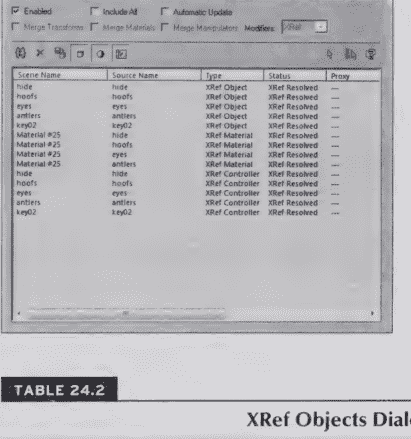 Enabled Include All Automatic Update
Merge Transforms Merge Materials Merge Manipulators Modifiers: XRef
Scene Name Source Name Type Status Proxy
hide hide XRef Object XRef Resolved ---
hoofs hoofs XRef Object XRef Resolved ---
eyes eyes XRef Object XRef Resolved ---
antlers antlers XRef Object XRef Resolved ---
key02 key02 XRef Object XRef Resolved ---
Material #25 hide XRef Material XRef Resolved ---
Material #25 hoofs XRef Material XRef Resolved ---
Material #25 eyes XRef Material XRef Resolved ---
Material #25 antlers XRef Material XRef Resolved ---
hide hide XRef Controller XRef Resolved ---
hoofs hoofs XRef Controller XRef Resolved ---
eyes eyes XRef Controller XRef Resolved ---
antlers antlers XRef Controller XRef Resolved ---
key02 key02 XRef Controller XRef Resolved ---
TABLE 24.2
XRef Objects Dialo